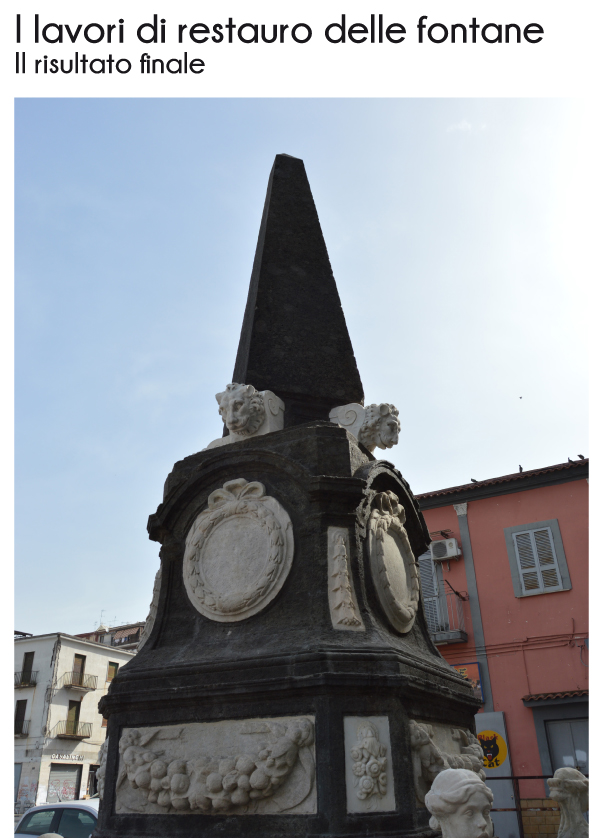 I lavori di restauro delle fontane
Il risultato finale